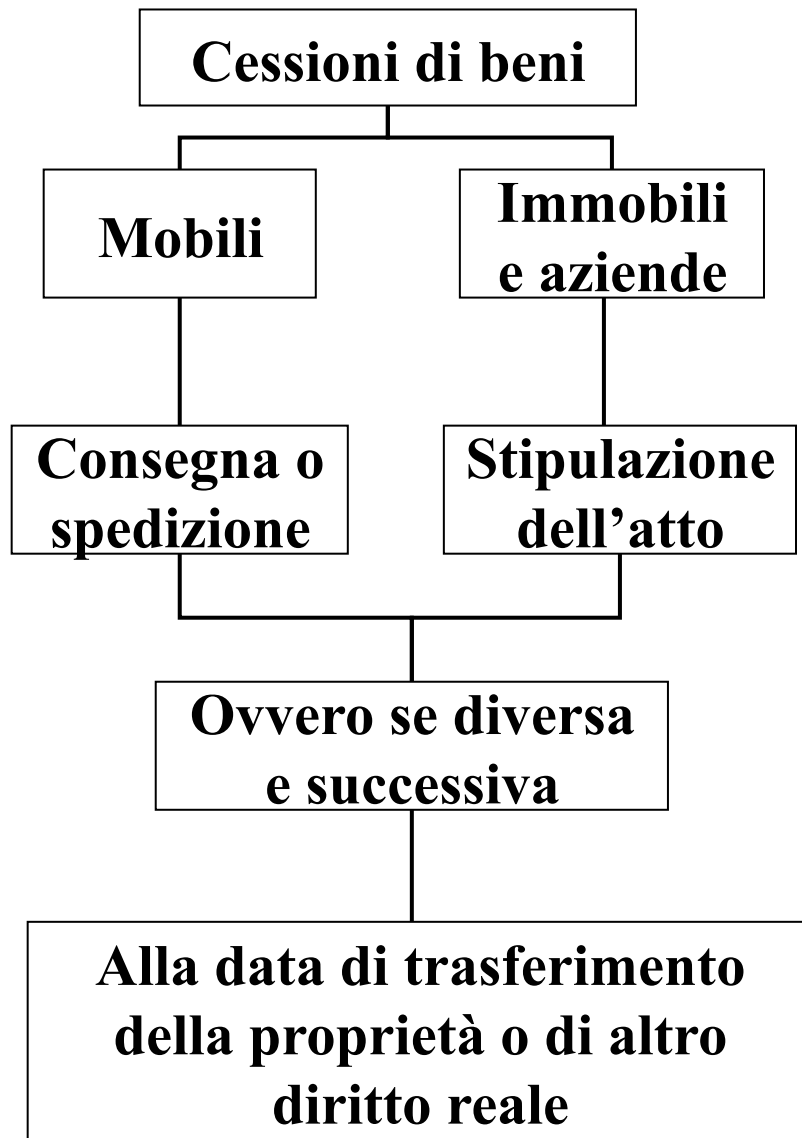 Cessioni di beni
Mobili
Immobili
e aziende
Consegna o
spedizione
Stipulazione
dell’atto
Ovvero se diversa
e successiva
Alla data di trasferimento
della proprietà o di altro
diritto reale